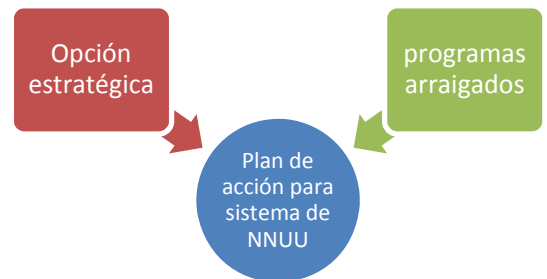 Opción
estratégica
programas
arraigados
Plan de
acción para
sistema de
NNUU